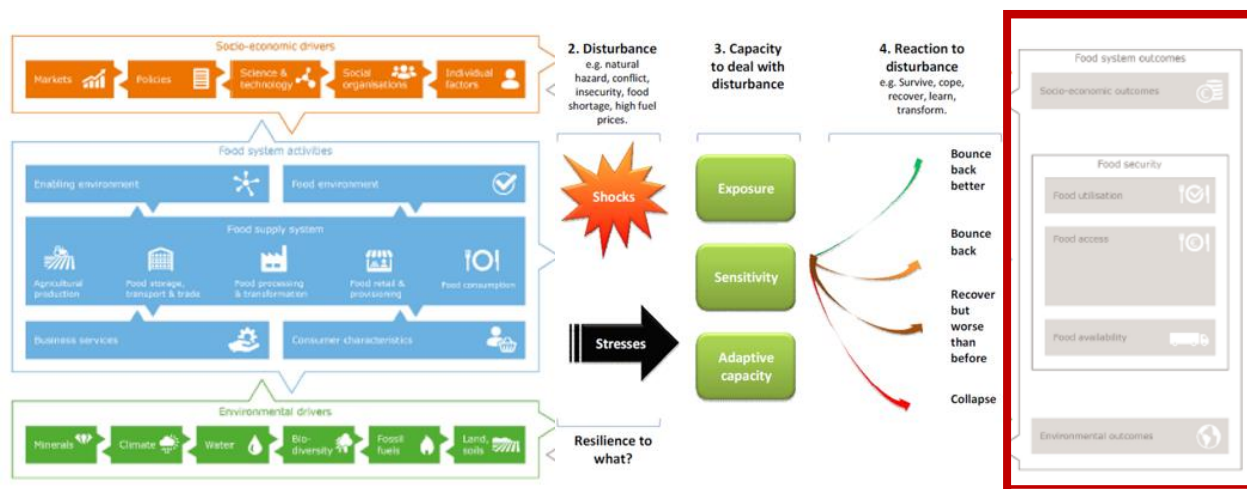 Socio-economic drivers
Markets
Policies
Science &
technology
Social
organisations
Individual
factors
Food system activities
Enabling environment
Food environment
Food supply system
Agricultural
production
Food storage,
transport & trade
Food processing
& transformation
Food retail &
provisioning
Food consumption
Business services
Consumer characteristics
Environmental drivers
Minerals
Climate
Water
Bio-
diversity
Fossil
fuels
Land,
soils
2. Disturbance
e.g. natural
hazard, conflict,
insecurity, food
shortage, high fuel
prices.
Shocks
Stresses
Resilience to
what?
3. Capacity
to deal with
disturbance
Exposure
Sensitivity
Adaptive
capacity
4. Reaction to
disturbance
e.g. Survive, cope,
recover, learn,
transform.
Bounce
back
better
Bounce
back
Recover
but
worse
than
before
Collapse
Food system outcomes
Socio-economic outcomes
Food security
Food utilisation
Food access
Food availability
Environmental outcomes